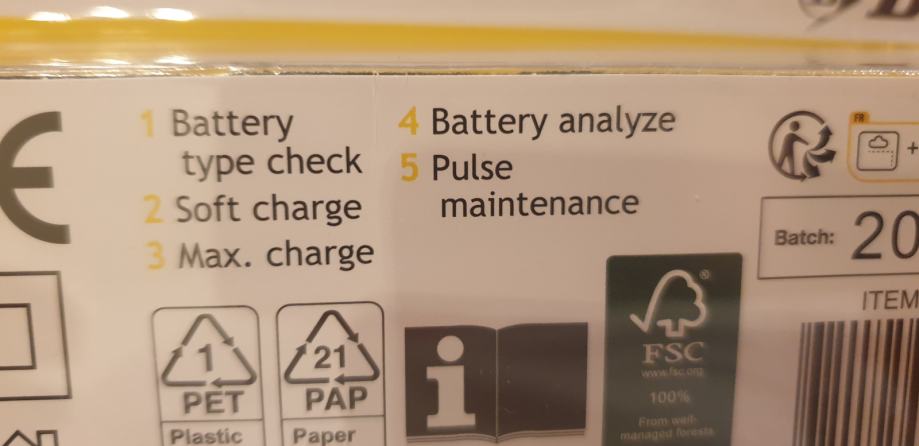 1 Battery
type check
2 Soft charge
3 Max. charge
4 Battery analyze
5 Pulse
maintenance
FR
+
Batch: 20
ITEM
1
PET
Plastic
21
PAP
Paper
i
FSC
®
www.fsc.org
100%
From well-
managed forests